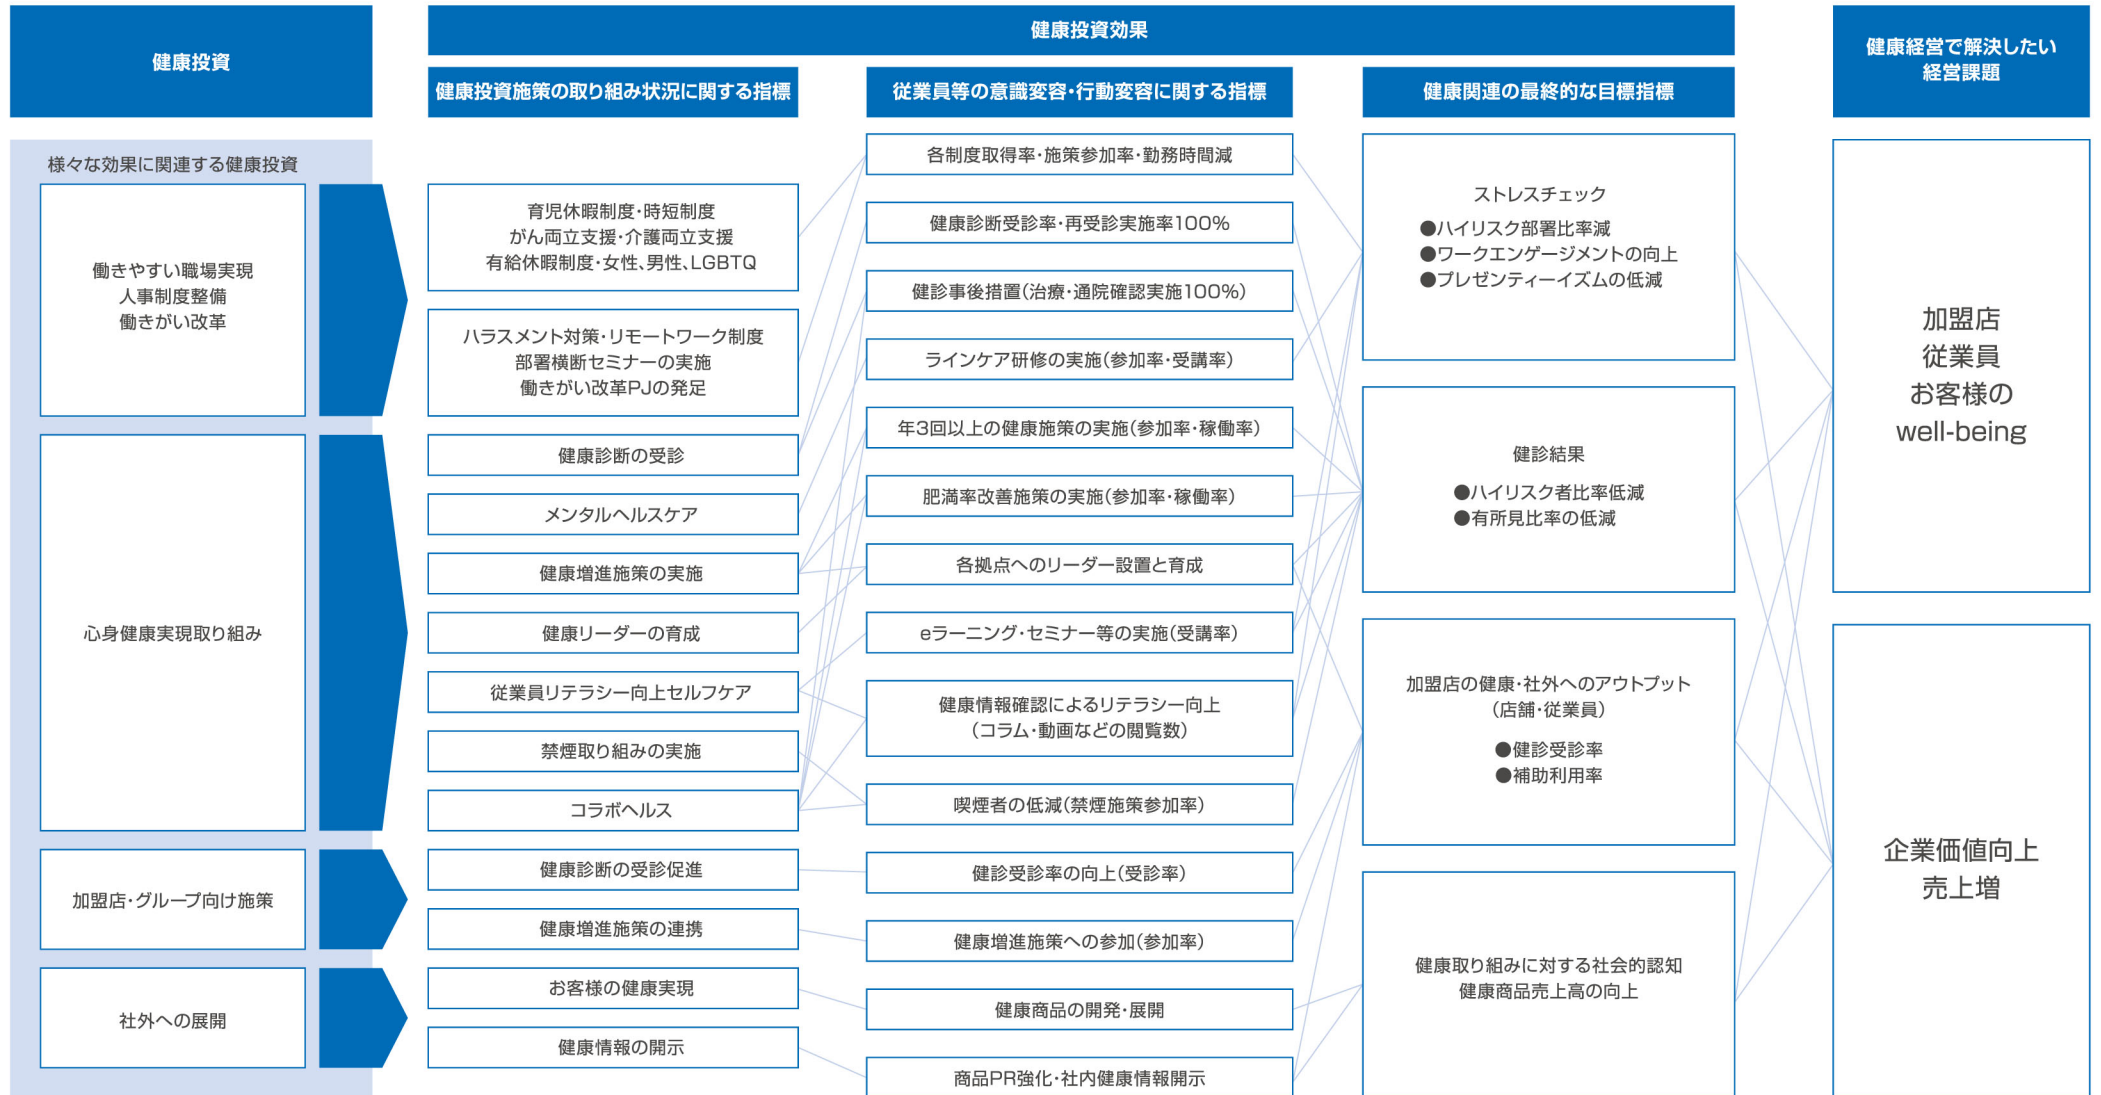 健康投資
健康投資効果
健康経営で解決したい
経営課題
健康投資施策の取り組み状況に関する指標
従業員等の意識変容・行動変容に関する指標
健康関連の最終的な目標指標
様々な効果に関連する健康投資
働きやすい職場実現
人事制度整備
働きがい改革
心身健康実現取り組み
加盟店・グループ向け施策
社外への展開
育児休暇制度・時短制度
がん両立支援・介護両立支援
有給休暇制度・女性、男性、LGBTQ
ハラスメント対策・リモートワーク制度
部署横断セミナーの実施
働きがい改革PJの発足
健康診断の受診
メンタルヘルスケア
健康増進施策の実施
健康リーダーの育成
従業員リテラシー向上セルフケア
禁煙取り組みの実施
コラボヘルス
健康診断の受診促進
健康増進施策の連携
お客様の健康実現
健康情報の開示
各制度取得率・施策参加率・勤務時間減
健康診断受診率・再受診実施率100%
健診事後措置(治療・通院確認実施100%)
ラインケア研修の実施(参加率・受講率)
年3回以上の健康施策の実施(参加率・稼働率)
肥満率改善施策の実施(参加率・稼働率)
各拠点へのリーダー設置と育成
eラーニング・セミナー等の実施(受講率)
健康情報確認によるリテラシー向上
(コラム・動画などの閲覧数)
喫煙者の低減(禁煙施策参加率)
健診受診率の向上(受診率)
健康増進施策への参加(参加率)
健康商品の開発・展開
商品PR強化・社内健康情報開示
ストレスチェック
●ハイリスク部署比率減
●ワークエンゲージメントの向上
●プレゼンティーイズムの低減
健診結果
●ハイリスク者比率低減
●有所見比率の低減
加盟店の健康・社外へのアウトプット
(店舗・従業員)
●健診受診率
●補助利用率
健康取り組みに対する社会的認知
健康商品売上高の向上
加盟店
従業員
お客様の
well-being
企業価値向上
売上増